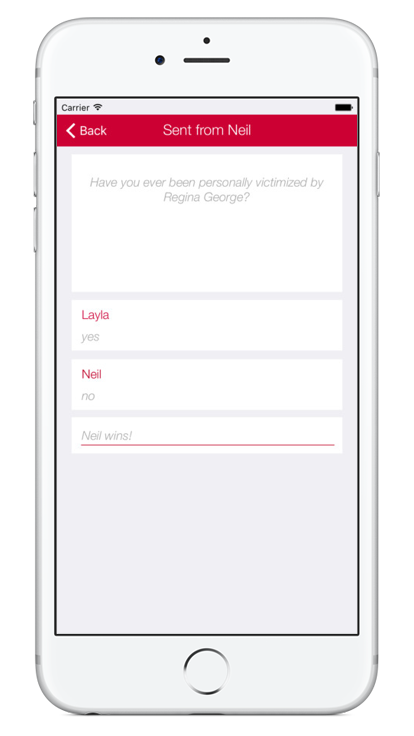 Carrier
Back
Sent from Neil
Have you ever been personally victimized by
Regina George?
Layla
yes
Neil
no
Neil wins!